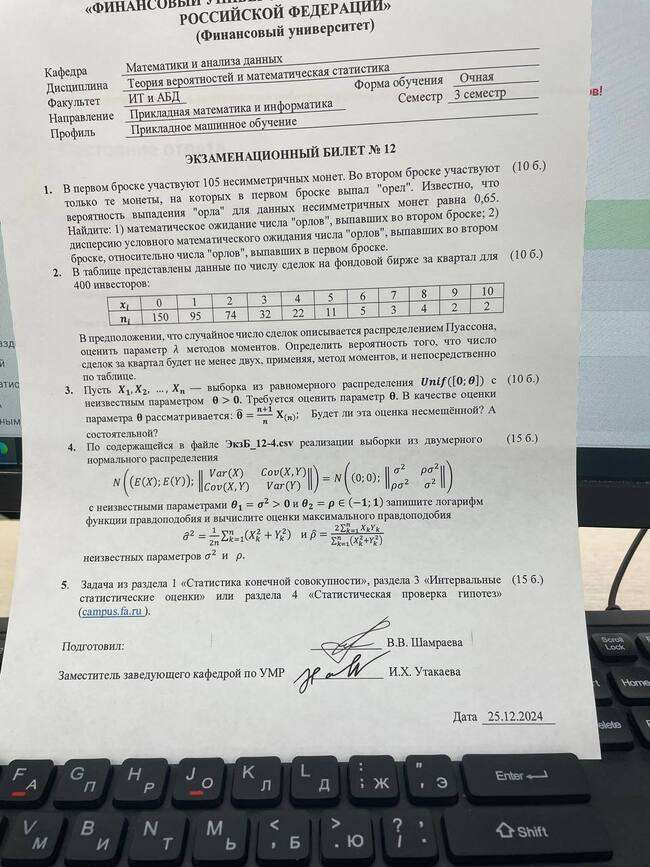 «ФИНАНСОВЫЙ
РОССИЙСКОЙ ФЕДЕРАЦИИ»
(Финансовый университет)
Кафедра Математики и анализа данных
Дисциплина Теория вероятностей и математическая статистика
Факультет ИТ и АБД Форма обучения Очная
Направление Прикладная математика и информатика Семестр 3 семестр
Профиль Прикладное машинное обучение
ЭКЗАМЕНАЦИОННЫЙ БИЛЕТ № 12
1. В первом броске участвуют 105 несимметричных монет. Во втором броске участвуют (10 б.)
только те монеты, на которых в первом броске выпал "орел". Известно, что
вероятность выпадения "орла" для данных несимметричных монет равна 0,65.
Найдите: 1) математическое ожидание числа "орлов", выпавших во втором броске; 2)
дисперсию условного математического ожидания числа "орлов", выпавших во втором
броске, относительно числа "орлов", выпавших в первом броске.
2. В таблице представлены данные по числу сделок на фондовой бирже за квартал для (10 б.)
400 инвесторов:
xᵢ 0 1 2 3 4 5 6 7 8 9 10
nᵢ 150 95 74 32 22 11 5 3 4 2 2
В предположении, что случайное число сделок описывается распределением Пуассона,
оценить параметр λ методов моментов. Определить вероятность того, что число
сделок за квартал будет не менее двух, применяя, метод моментов, и непосредственно
по таблице.
3. Пусть X₁, X₂, ..., Xₙ — выборка из равномерного распределения Unif([0; θ]) с (10 б.)
неизвестным параметром θ > 0. Требуется оценить параметр θ. В качестве оценки
параметра θ рассматривается: θ̂ = (n+1)/n X₍ₙ₎; Будет ли эта оценка несмещённой? А
состоятельной?
4. По содержащейся в файле ЭкзБ_12-4.csv реализации выборки из двумерного (15 б.)
нормального распределения
N((E(X); E(Y)); ‖Var(X) Cov(X,Y) Cov(X,Y) Var(Y)‖) = N((0; 0); ‖σ² ρσ² ρσ² σ²‖)
с неизвестными параметрами θ₁ = σ² > 0 и θ₂ = ρ ∈ (−1; 1) запишите логарифм
функции правдоподобия и вычислите оценки максимального правдоподобия
σ̂² = 1/2n ∑ₖ₌₁ⁿ(Xₖ² + Yₖ²) и ρ̂ = 2∑ₖ₌₁ⁿ XₖYₖ / ∑ₖ₌₁ⁿ(Xₖ²+Yₖ²)
неизвестных параметров σ² и ρ.
5. Задача из раздела 1 «Статистика конечной совокупности», раздела 3 «Интервальные (15 б.)
статистические оценки» или раздела 4 «Статистическая проверка гипотез»
(campus.fa.ru ).
Подготовил: В.В. Шамраева
Заместитель заведующего кафедрой по УМР И.Х. Утакаева
Дата 25.12.2024
Scroll
Lock
Home
F А G П H Р J О K Л L Д ; Ж " , Э Enter
V М B И N Т M Ь < , Б > . Ю ? / Shift